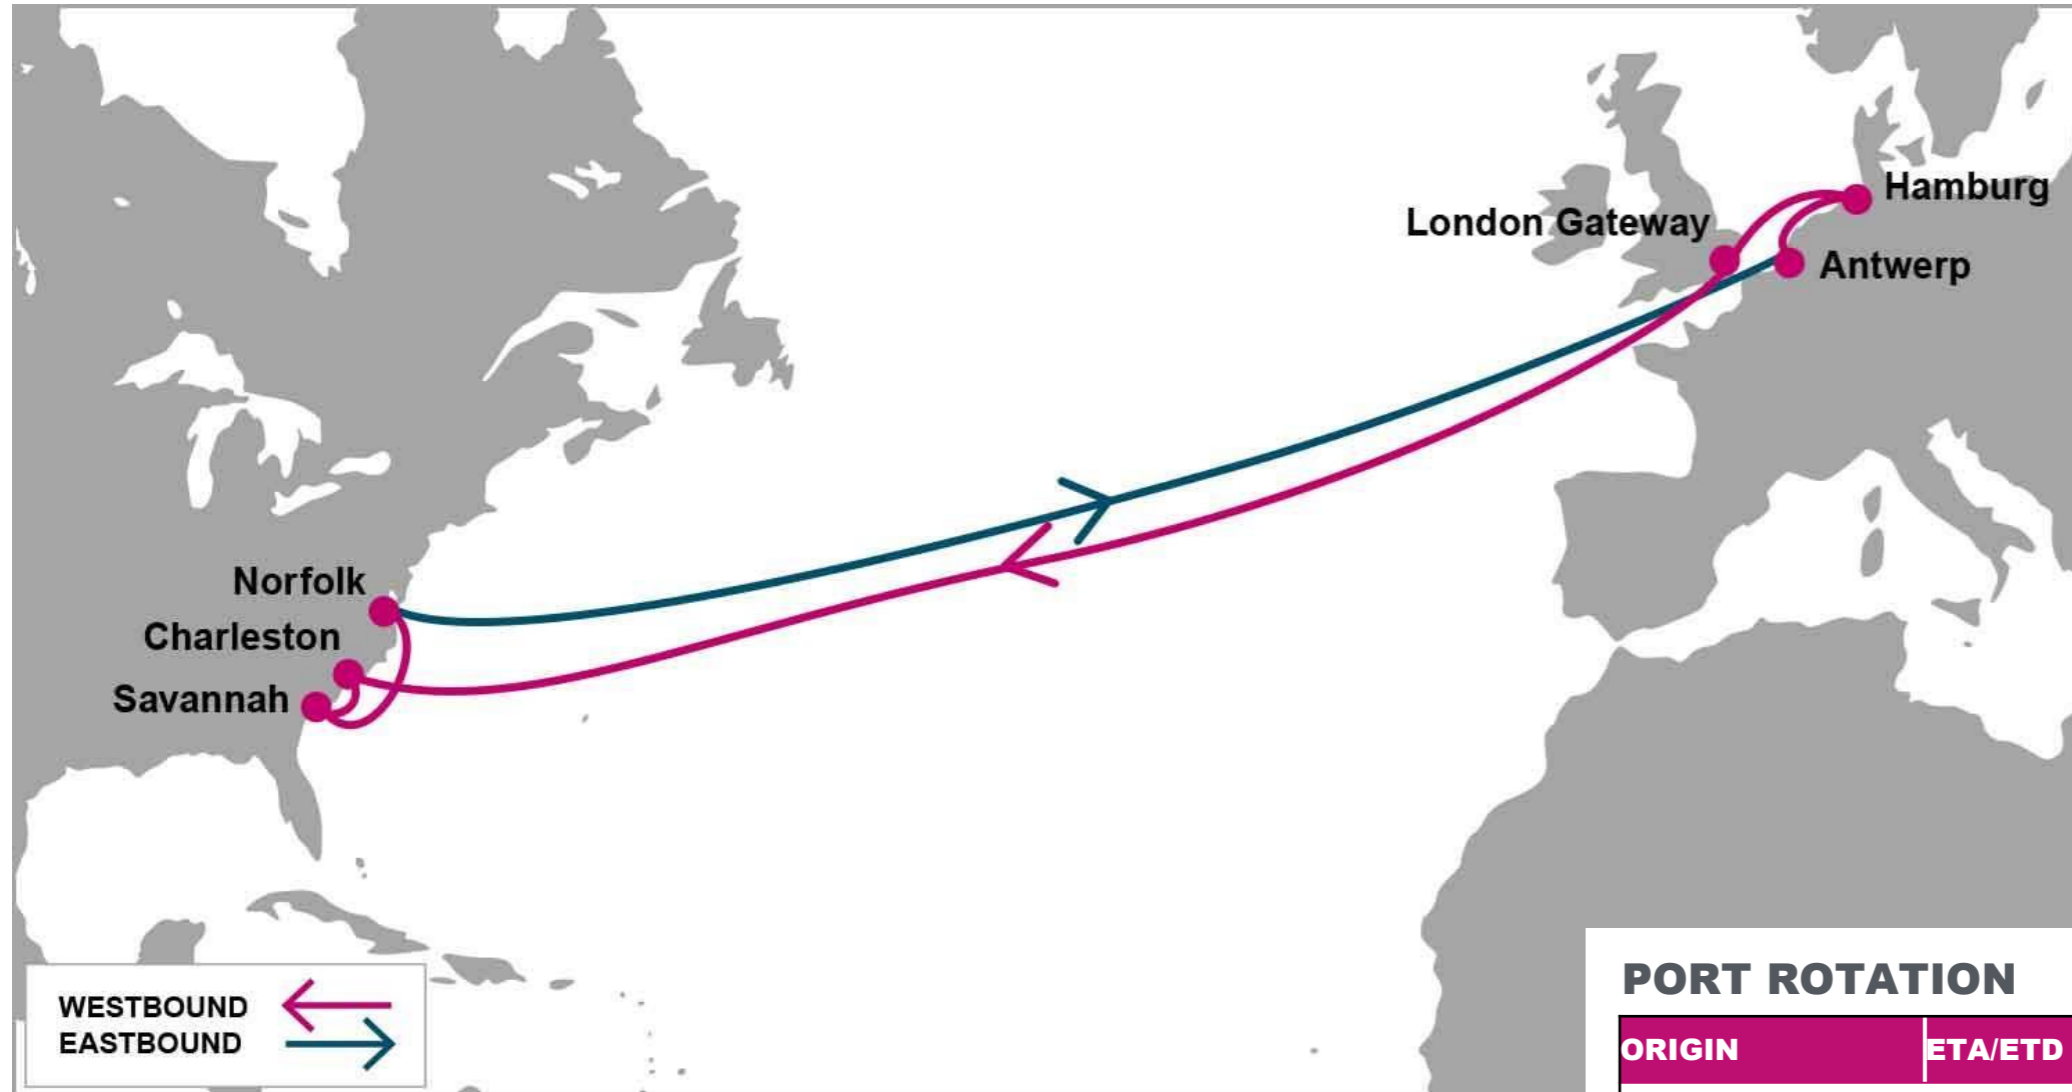 Hamburg
London Gateway
Antwerp
Norfolk
Charleston
Savannah
WESTBOUND
EASTBOUND
PORT ROTATION
ORIGIN ETA/ETD